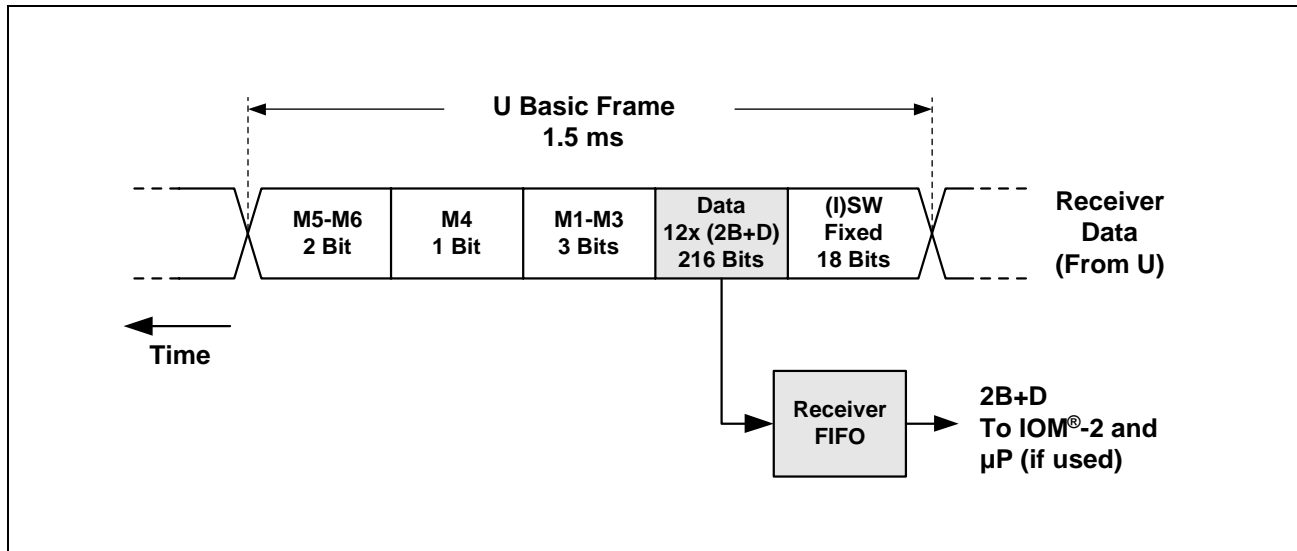 U Basic Frame
1.5 ms
M5-M6
2 Bit
M4
1 Bit
M1-M3
3 Bits
Data
12x (2B+D)
216 Bits
(I)SW
Fixed
18 Bits
Receiver
Data
(From U)
Time
Receiver
FIFO
2B+D
To IOM®-2 and
µP (if used)